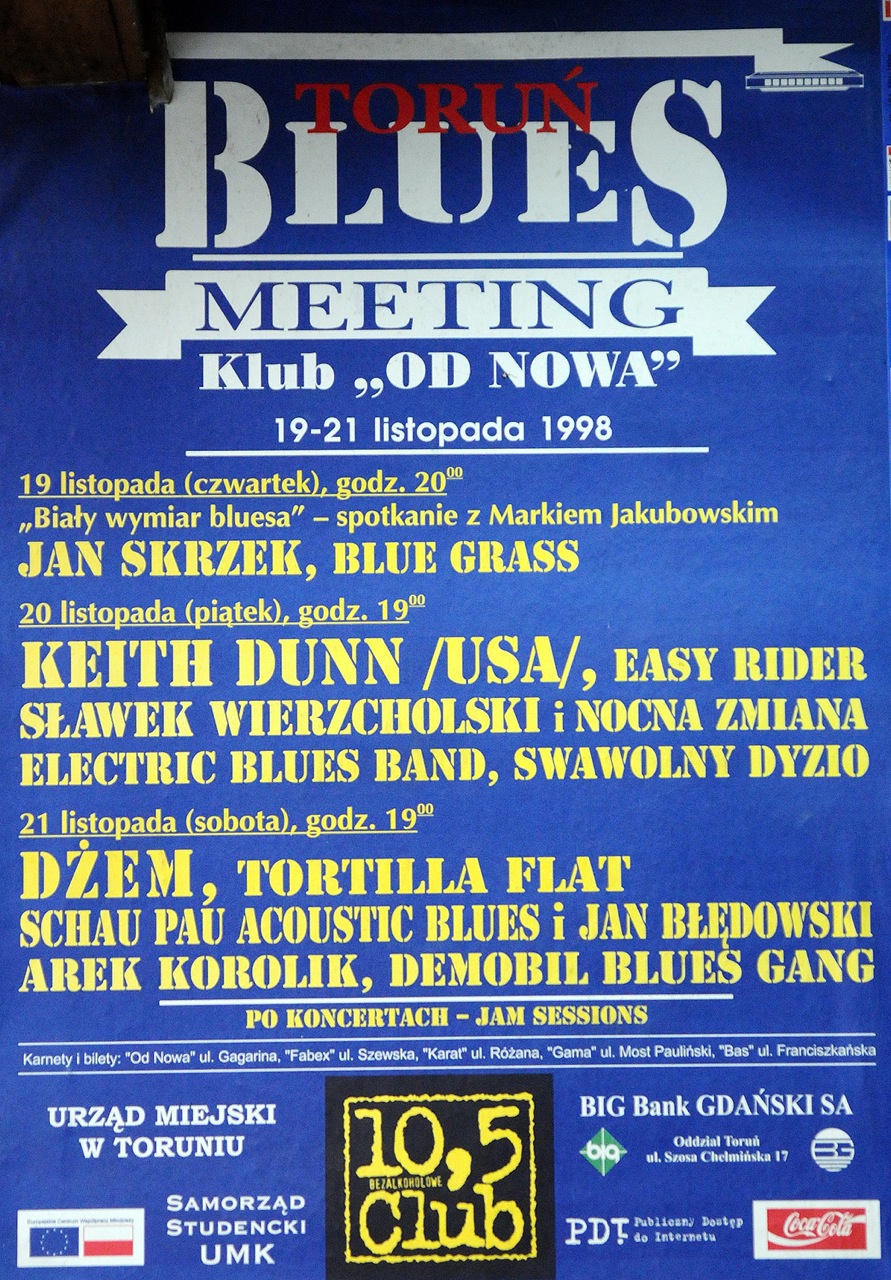 TORUŃ
BLUES
MEETING
Klub „OD NOWA”
19-21 listopada 1998
19 listopada (czwartek), godz. 20⁰⁰
„Biały wymiar bluesa” – spotkanie z Markiem Jakubowskim
JAN SKRZEK, BLUE GRASS
20 listopada (piątek), godz. 19⁰⁰
KEITH DUNN /USA/, EASY RIDER
SŁAWEK WIERZCHOLSKI i NOCNA ZMIANA
ELECTRIC BLUES BAND, SWAWOLNY DYZIO
21 listopada (sobota), godz. 19⁰⁰
DŻEM, TORTILLA FLAT
SCHAU PAU ACOUSTIC BLUES i JAN BŁĘDOWSKI
AREK KOROLIK, DEMOBIL BLUES GANG
PO KONCERTACH – JAM SESSIONS
Karnety i bilety: "Od Nowa" ul. Gagarina, "Fabex" ul. Szewska, "Karat" ul. Różana, "Gama" ul. Most Pauliński, "Bas" ul. Franciszkańska
URZĄD MIEJSKI
W TORUNIU
Europejskie Centrum Współpracy Młodzieży
SAMORZĄD
STUDENCKI
UMK
10,5
BEZALKOHOLOWE
Club
BIG Bank GDAŃSKI SA
big
Oddział Toruń
ul. Szosa Chełmińska 17
BG
PDI
Publiczny Dostęp
do Internetu
Coca-Cola